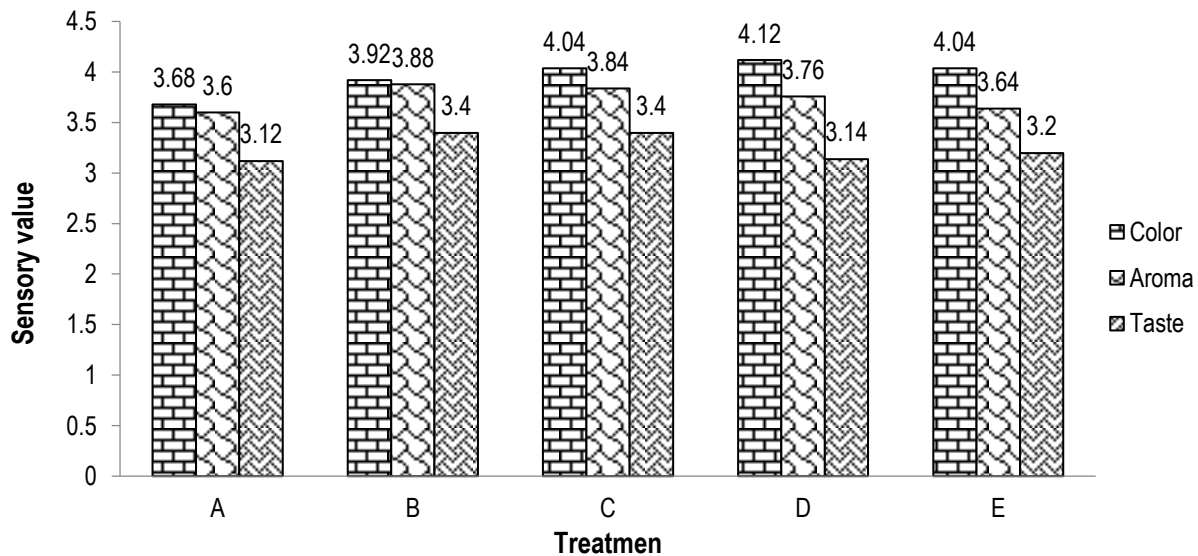 4.5
4
3.5
3
2.5
2
1.5
1
0.5
0
Sensory value
3.68 3.6 3.12
3.92 3.88 3.4
4.04 3.84 3.4
4.12 3.76 3.14
4.04 3.64 3.2
A B C D E
Treatmen
Color
Aroma
Taste